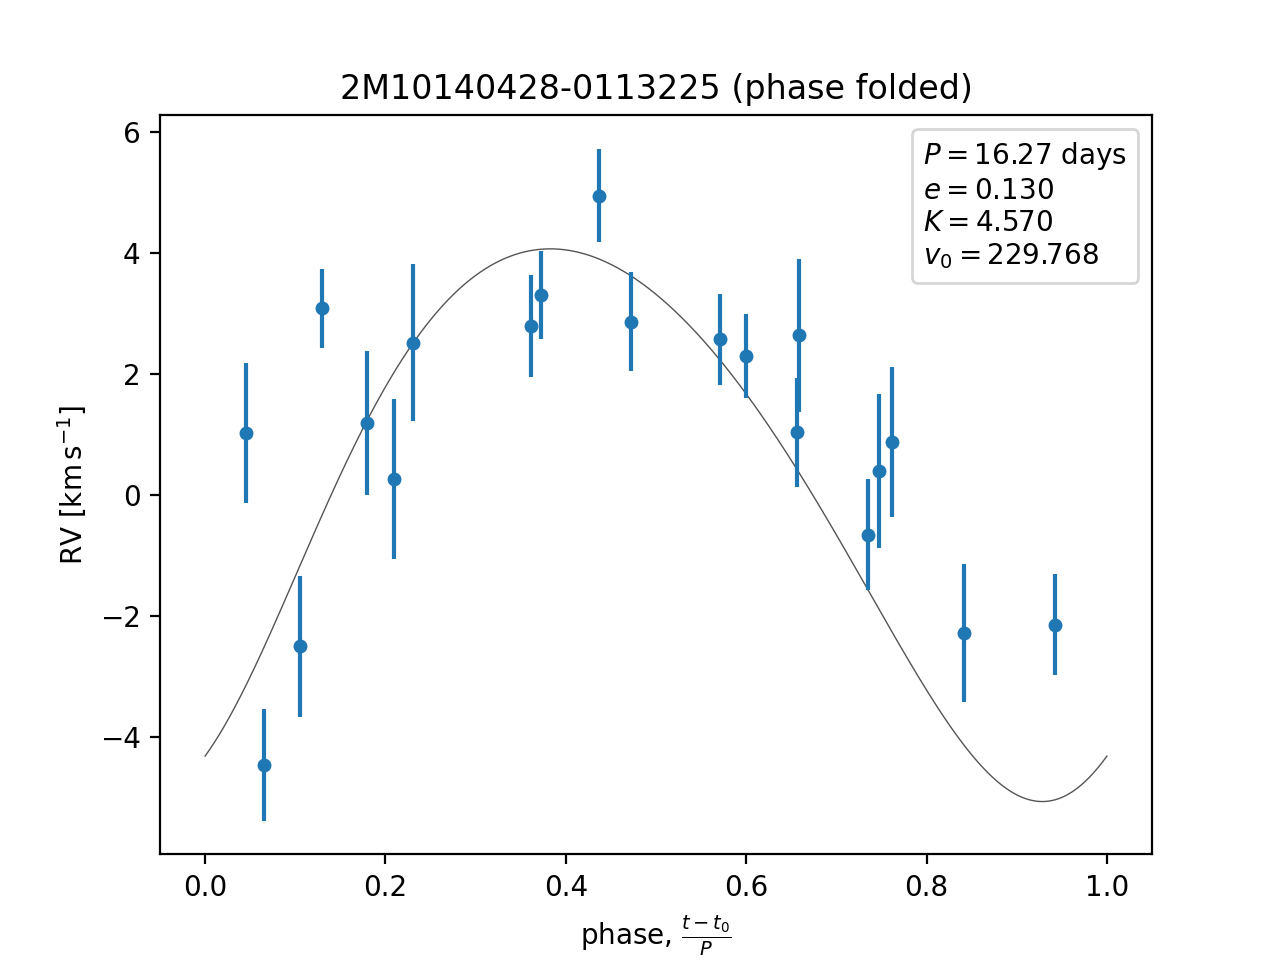 2M10140428-0113225 (phase folded)
P = 16.27 days
e = 0.130
K = 4.570
v₀ = 229.768
6
4
2
0
−2
−4
RV [km s⁻¹]
0.0 0.2 0.4 0.6 0.8 1.0
phase, (t − t₀)/P